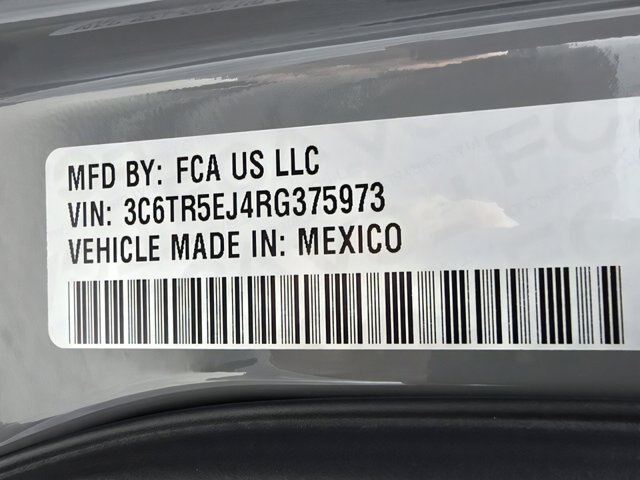 MFD BY: FCA US LLC
VIN: 3C6TR5EJ4RG375973
VEHICLE MADE IN: MEXICO